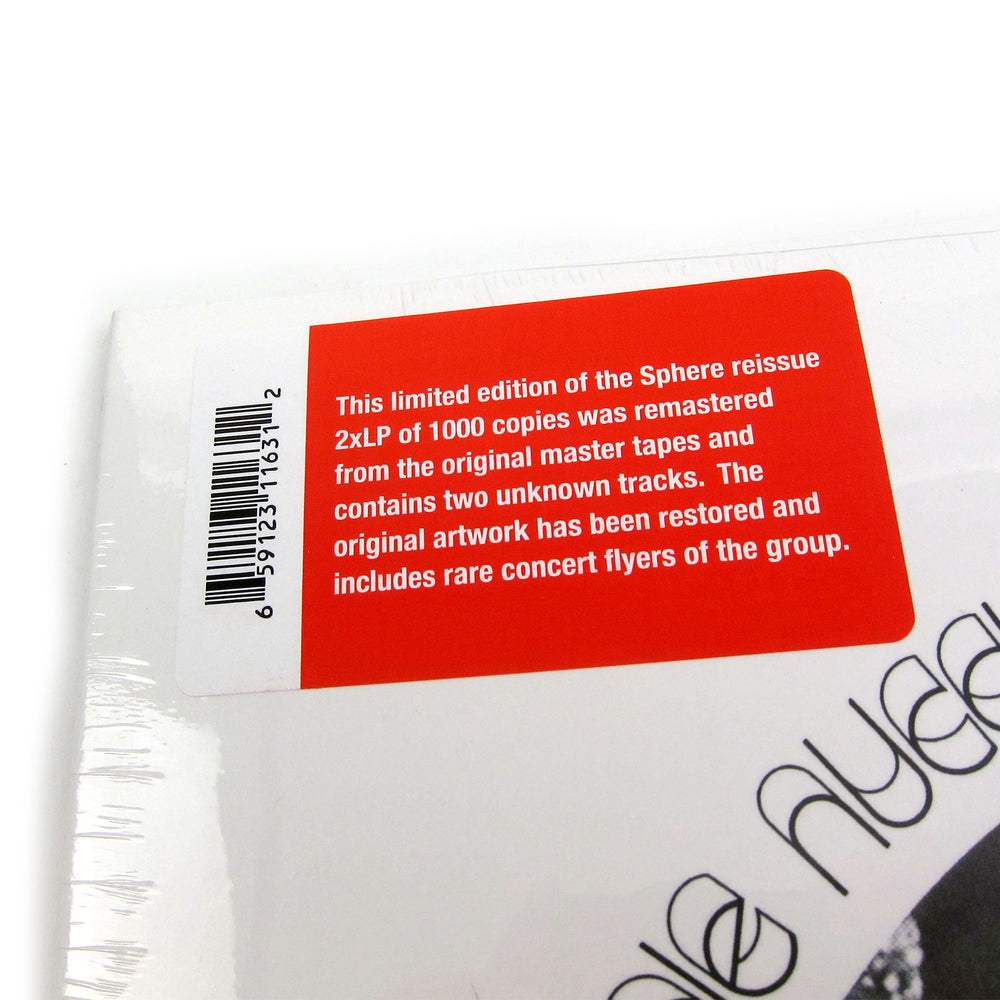 This limited edition of the Sphere reissue
2xLP of 1000 copies was remastered
from the original master tapes and
contains two unknown tracks. The
original artwork has been restored and
includes rare concert flyers of the group.
6 59123 11631 2